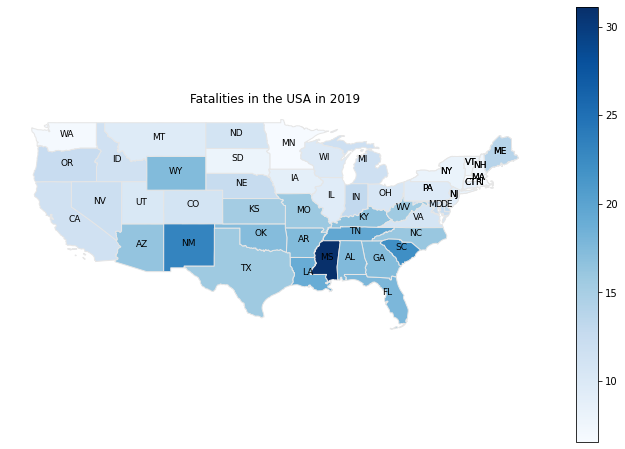 Fatalities in the USA in 2019
WA
MT
ND
MN
OR
ID
SD
WI
MI
VT
ME
NH
WY
NY
MA
CT
RI
NE
IA
PA
NJ
NV
UT
CO
IL
IN
OH
MD
DE
CA
KS
MO
KY
WV
VA
AZ
NM
OK
AR
TN
NC
SC
TX
LA
MS
AL
GA
FL
30
25
20
15
10